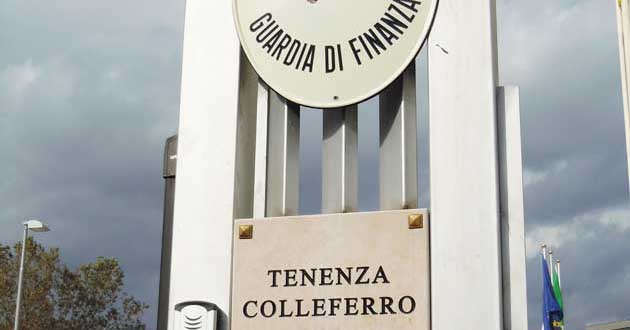 GUARDIA DI FINANZA
TENENZA
COLLEFERRO